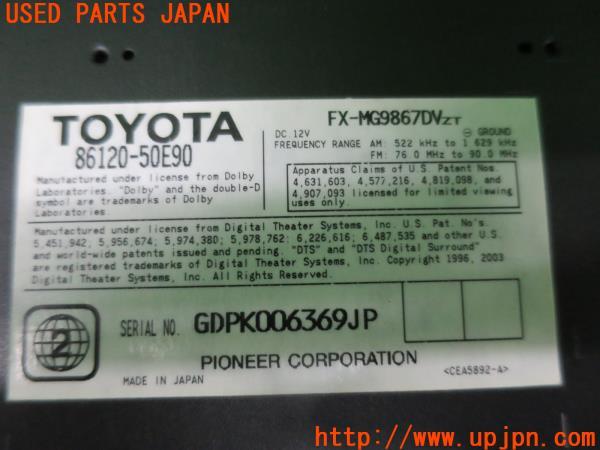 USED PARTS JAPAN
TOYOTA
86120-50E90
FX-MG9867DVZT
DC 12V ⊖ GROUND
FREQUENCY RANGE AM: 522 kHz to 1 629 kHz
FM: 76.0 MHz to 90.0 MHz
Manufactured under license from Dolby
Laboratories. "Dolby" and the double-D
symbol are trademarks of Dolby
Laboratories.
Apparatus Claims of U.S. Patent Nos.
4,631,603, 4,577,216, 4,819,098, and
4,907,093 licensed for limited viewing
uses only.
Manufactured under license from Digital Theater Systems, Inc. U.S. Pat. No's.
5,451,942; 5,956,674; 5,974,380; 5,978,762; 6,226,616; 6,487,535 and other U.S.
and world-wide patents issued and pending. "DTS" and "DTS Digital Surround"
are registered trademarks of Digital Theater Systems, Inc. Copyright 1996, 2003
Digital Theater Systems, Inc. All Rights Reserved.
2
SERIAL NO. GDPK006369JP
PIONEER CORPORATION
MADE IN JAPAN
<CEA5892-A>
UPJ www.upjpn.com